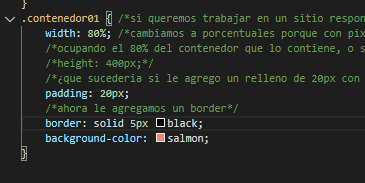 }
.contenedor01 { /*si queremos trabajar en un sitio respon
width: 80%; /*cambiamos a porcentuales porque con pix
/*ocupando el 80% del contenedor que lo contiene, o s
/*height: 400px;*/
/*¿que sucederia si le agrego un relleno de 20px con
padding: 20px;
/*ahora le agregamos un border*/
border: solid 5px black;
background-color: salmon;
}